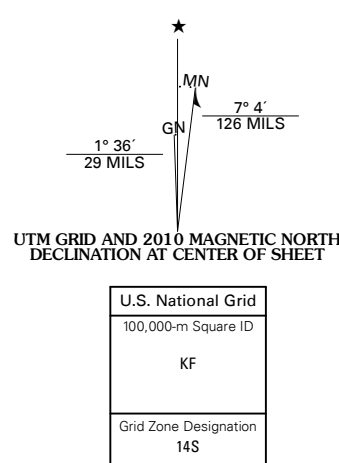 MN
GN
7° 4´
126 MILS
1° 36´
29 MILS
UTM GRID AND 2010 MAGNETIC NORTH
DECLINATION AT CENTER OF SHEET
U.S. National Grid
100,000-m Square ID
KF
Grid Zone Designation
14S